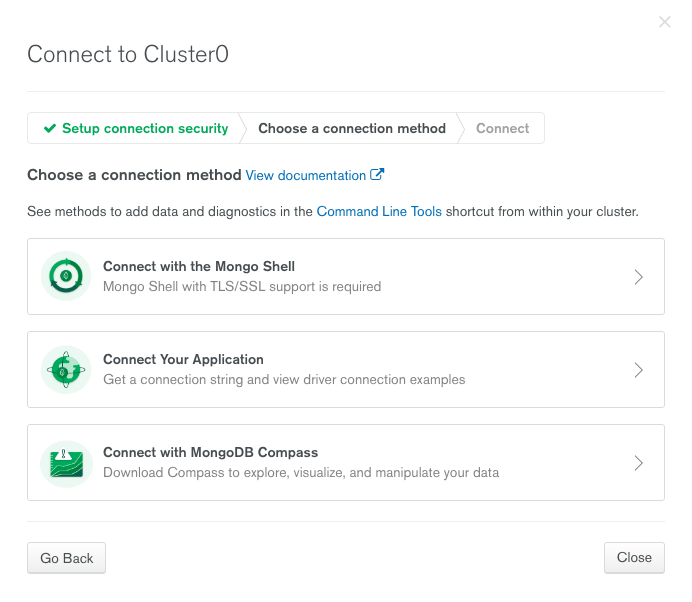 Connect to Cluster0
Setup connection security
Choose a connection method
Connect
Choose a connection method View documentation
See methods to add data and diagnostics in the Command Line Tools shortcut from within your cluster.
Connect with the Mongo Shell
Mongo Shell with TLS/SSL support is required
Connect Your Application
Get a connection string and view driver connection examples
Connect with MongoDB Compass
Download Compass to explore, visualize, and manipulate your data
Go Back
Close